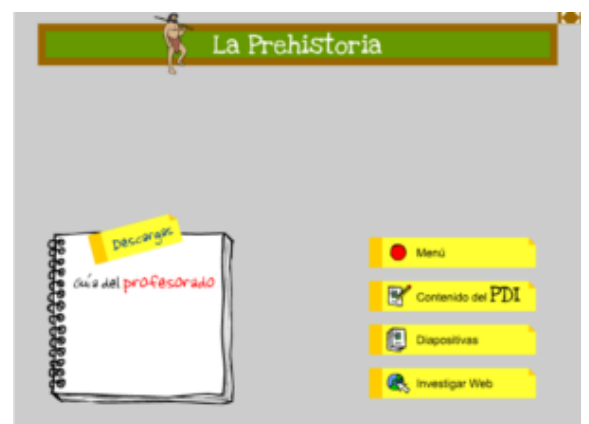 La Prehistoria
Descargas
Guía del profesorado
Menú
Contenido del PDI
Diapositivas
Investigar Web